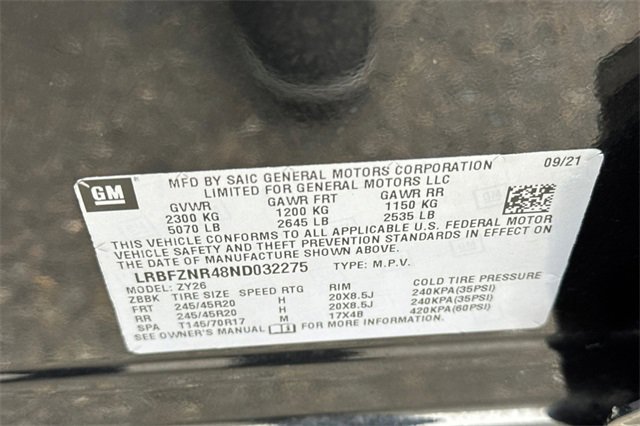 GM
MFD BY SAIC GENERAL MOTORS CORPORATION 09/21
LIMITED FOR GENERAL MOTORS LLC
GVWR GAWR FRT GAWR RR
2300 KG 1200 KG 1150 KG
5070 LB 2645 LB 2535 LB
THIS VEHICLE CONFORMS TO ALL APPLICABLE U.S. FEDERAL MOTOR
VEHICLE SAFETY AND THEFT PREVENTION STANDARDS IN EFFECT ON
THE DATE OF MANUFACTURE SHOWN ABOVE.
LRBFZNR48ND032275 TYPE: M.P.V.
MODEL: ZY26
ZBBK TIRE SIZE SPEED RTG RIM COLD TIRE PRESSURE
FRT 245/45R20 H 20X8.5J 240KPA(35PSI)
RR 245/45R20 H 20X8.5J 240KPA(35PSI)
SPA T145/70R17 M 17X4B 420KPA(60PSI)
SEE OWNER'S MANUAL FOR MORE INFORMATION.